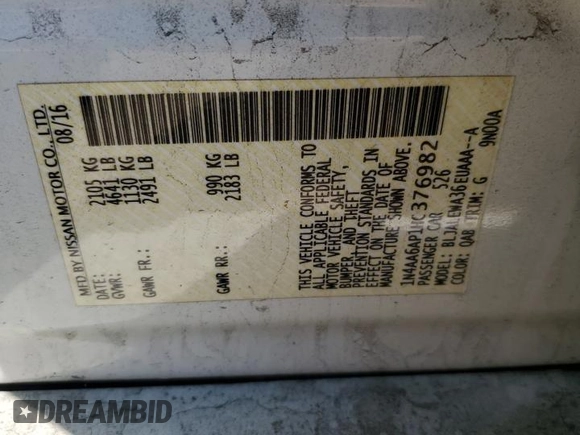 MFD BY NISSAN MOTOR CO., LTD.
DATE: 08/16
GVWR: 2105 KG
4641 LB
GAWR FR: 1130 KG
2491 LB
GAWR RR: 990 KG
2183 LB
THIS VEHICLE CONFORMS TO
ALL APPLICABLE FEDERAL
MOTOR VEHICLE SAFETY,
BUMPER, AND THEFT
PREVENTION STANDARDS IN
EFFECT ON THE DATE OF
MANUFACTURE SHOWN ABOVE.
376982
PASSENGER CAR 526
MODEL:
COLOR: QAB TRIM: G 9N00A
DREAMBID